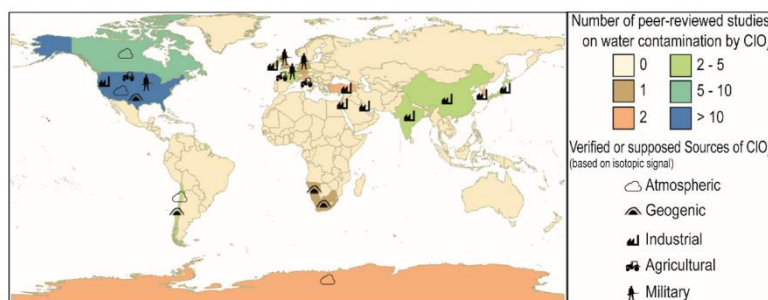 Number of peer-reviewed studies
on water contamination by ClO
0
2 - 5
1
5 - 10
2
> 10
Verified or supposed Sources of ClO
(based on isotopic signal)
Atmospheric
Geogenic
Industrial
Agricultural
Military